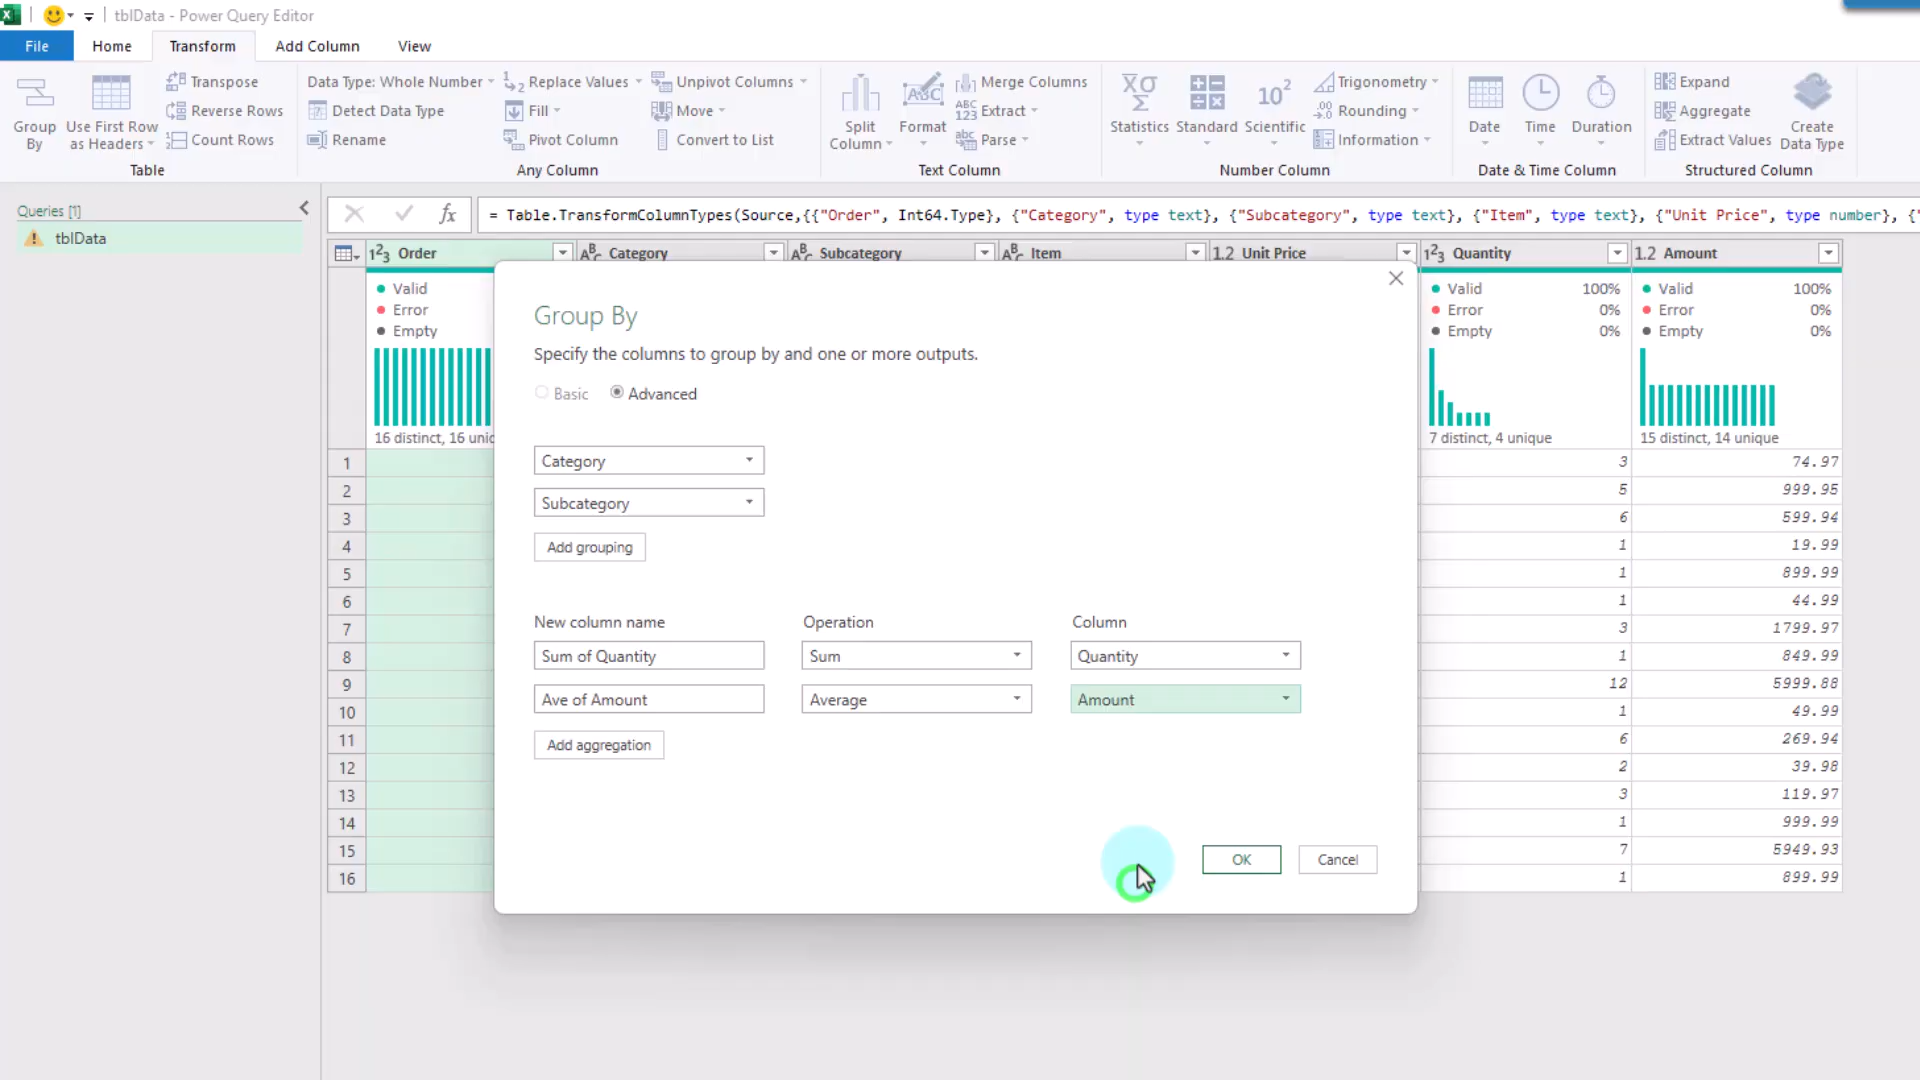 tblData - Power Query Editor
File Home Transform Add Column View
Group By
Use First Row as Headers
Transpose
Reverse Rows
Count Rows
Table
Data Type: Whole Number
Detect Data Type
Rename
Replace Values
Fill
Pivot Column
Unpivot Columns
Move
Convert to List
Any Column
Split Column
Format
Merge Columns
Extract
Parse
Text Column
Statistics
Standard
Scientific
Trigonometry
Rounding
Information
Number Column
Date
Time
Duration
Date & Time Column
Expand
Aggregate
Extract Values
Create Data Type
Structured Column
Queries [1]
tblData
= Table.TransformColumnTypes(Source,{{"Order", Int64.Type}, {"Category", type text}, {"Subcategory", type text}, {"Item", type text}, {"Unit Price", type number}, {"
Order Category Subcategory Item Unit Price Quantity Amount
Valid
Error
Empty
16 distinct, 16 unic
Valid 100%
Error 0%
Empty 0%
7 distinct, 4 unique
Valid 100%
Error 0%
Empty 0%
15 distinct, 14 unique
Group By
Specify the columns to group by and one or more outputs.
Basic Advanced
Category
Subcategory
Add grouping
New column name Operation Column
Sum of Quantity Sum Quantity
Ave of Amount Average Amount
Add aggregation
OK Cancel
1 3 74.97
2 5 999.95
3 6 599.94
4 1 19.99
5 1 899.99
6 1 44.99
7 3 1799.97
8 1 849.99
9 12 5999.88
10 1 49.99
11 6 269.94
12 2 39.98
13 3 119.97
14 1 999.99
15 7 5949.93
16 1 899.99